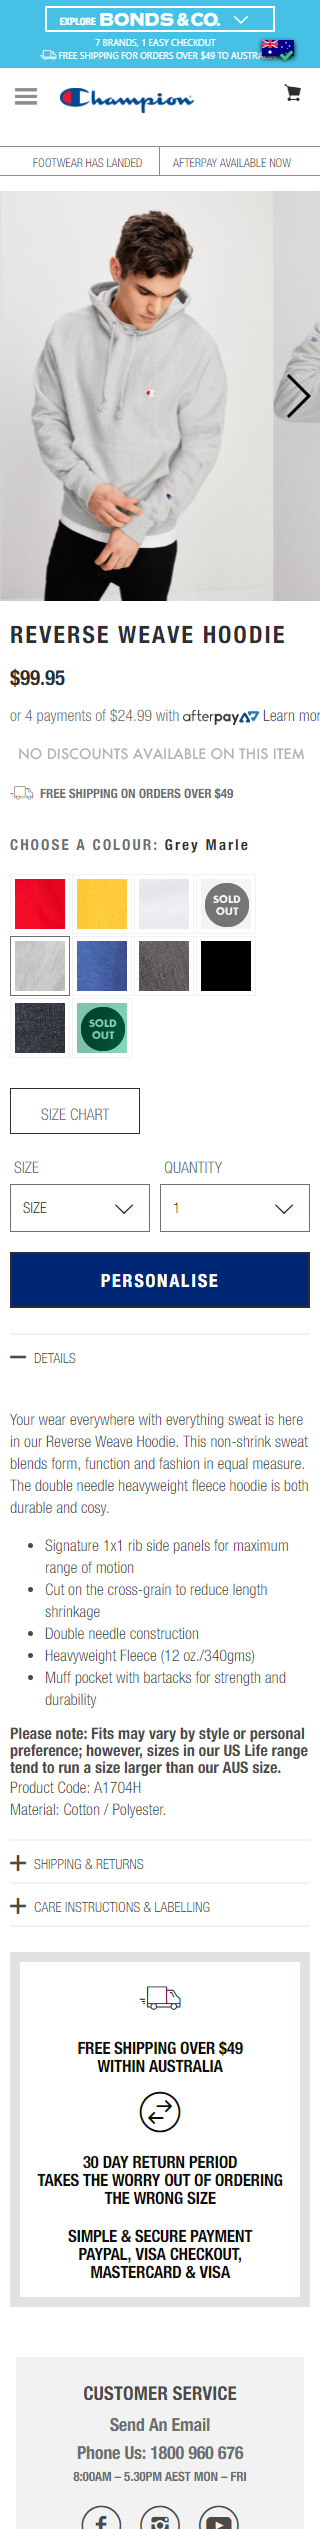 EXPLORE BONDS & CO.
7 BRANDS, 1 EASY CHECKOUT
FREE SHIPPING FOR ORDERS OVER $49 TO
Champion
FOOTWEAR HAS LANDED
AFTERPAY AVAILABLE NOW
REVERSE WEAVE HOODIE
$99.95
or 4 payments of $24.99 with afterpay Learn mor
NO DISCOUNTS AVAILABLE ON THIS ITEM
FREE SHIPPING ON ORDERS OVER $49
CHOOSE A COLOUR: Grey Marle
SOLD
OUT
SOLD
OUT
SIZE CHART
SIZE
QUANTITY
SIZE
1
PERSONALISE
DETAILS
Your wear everywhere with everything sweat is here
in our Reverse Weave Hoodie. This non-shrink sweat
blends form, function and fashion in equal measure.
The double needle heavyweight fleece hoodie is both
durable and cosy.
• Signature 1x1 rib side panels for maximum
range of motion
• Cut on the cross-grain to reduce length
shrinkage
• Double needle construction
• Heavyweight Fleece (12 oz./340gms)
• Muff pocket with bartacks for strength and
durability
Please note: Fits may vary by style or personal
preference; however, sizes in our US Life range
tend to run a size larger than our AUS size.
Product Code: A1704H
Material: Cotton / Polyester.
SHIPPING & RETURNS
CARE INSTRUCTIONS & LABELLING
FREE SHIPPING OVER $49
WITHIN AUSTRALIA
30 DAY RETURN PERIOD
TAKES THE WORRY OUT OF ORDERING
THE WRONG SIZE
SIMPLE & SECURE PAYMENT
PAYPAL, VISA CHECKOUT,
MASTERCARD & VISA
CUSTOMER SERVICE
Send An Email
Phone Us: 1800 960 676
8:00AM – 5.30PM AEST MON – FRI